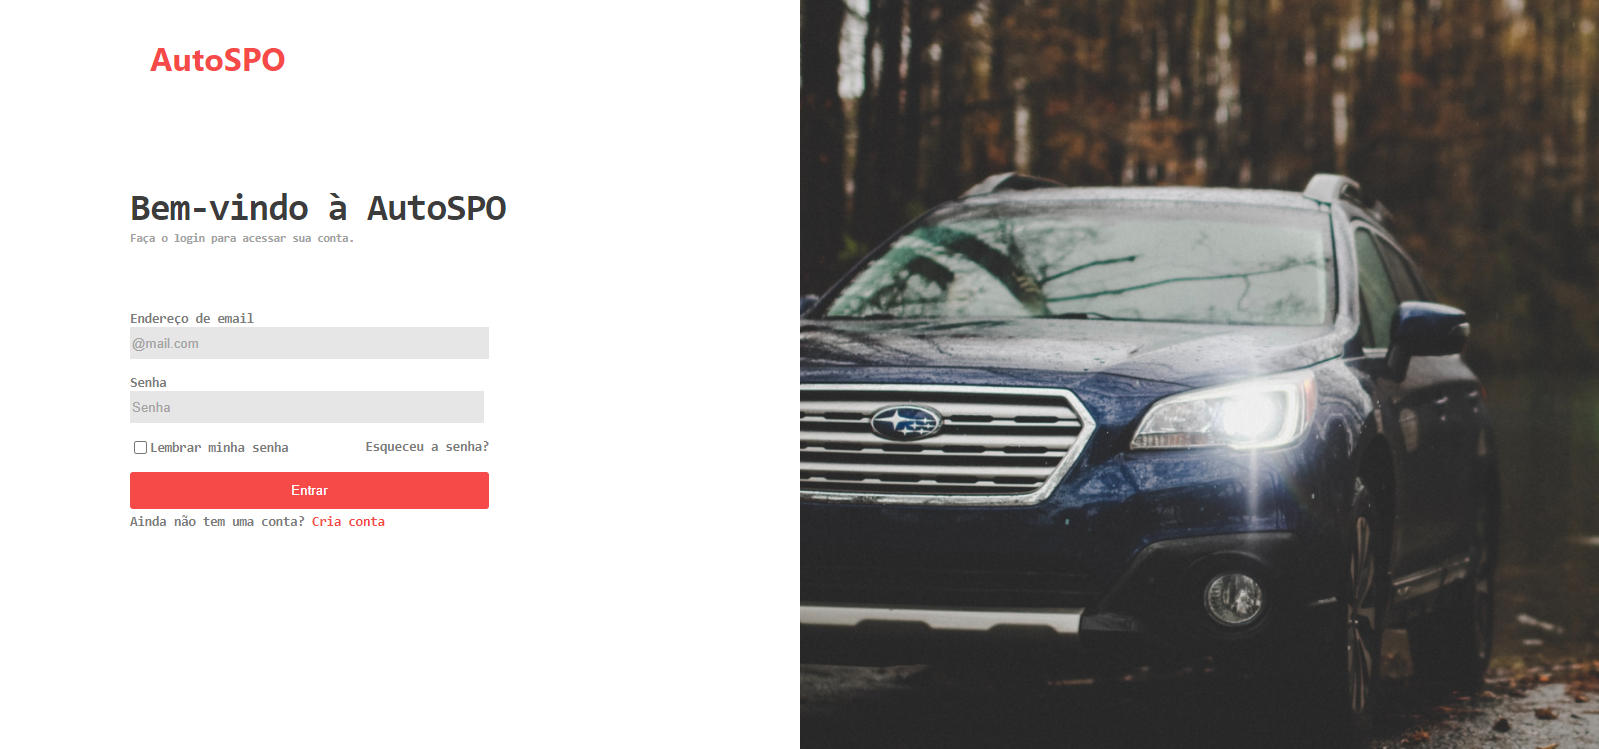 AutoSPO
Bem-vindo à AutoSPO
Faça o login para acessar sua conta.
Endereço de email
@mail.com
Senha
Senha
Lembrar minha senha Esqueceu a senha?
Entrar
Ainda não tem uma conta? Cria conta